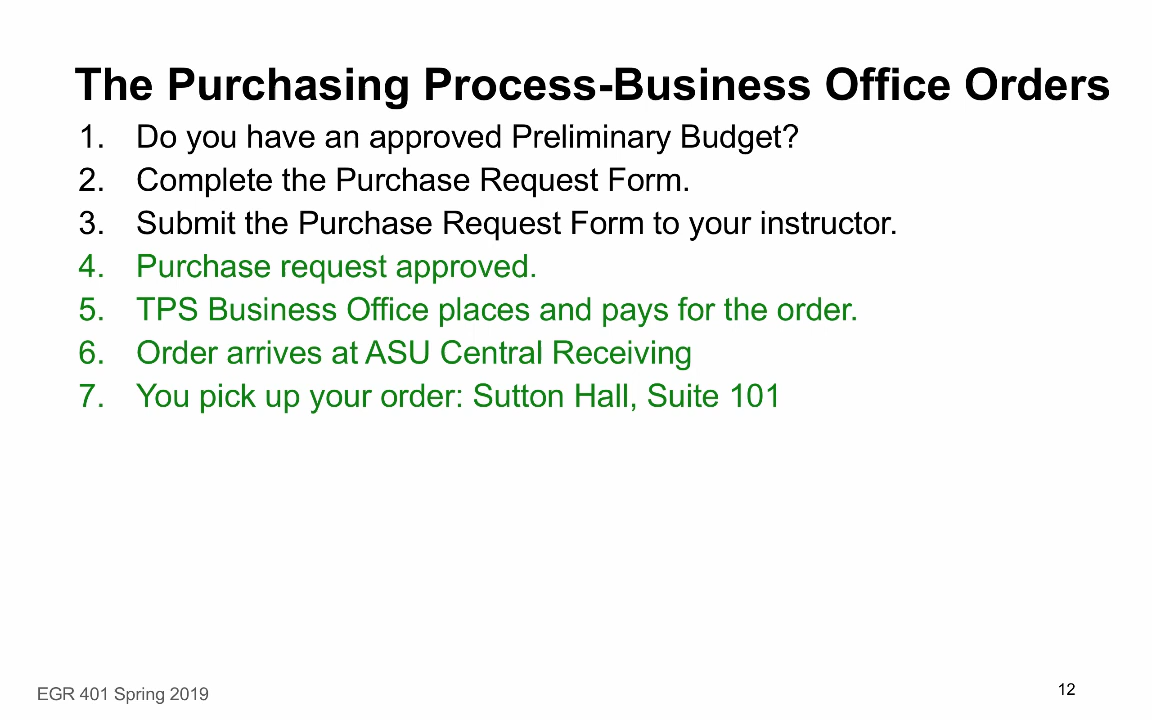 The Purchasing Process-Business Office Orders
1. Do you have an approved Preliminary Budget?
2. Complete the Purchase Request Form.
3. Submit the Purchase Request Form to your instructor.
4. Purchase request approved.
5. TPS Business Office places and pays for the order.
6. Order arrives at ASU Central Receiving
7. You pick up your order: Sutton Hall, Suite 101
EGR 401 Spring 2019
12